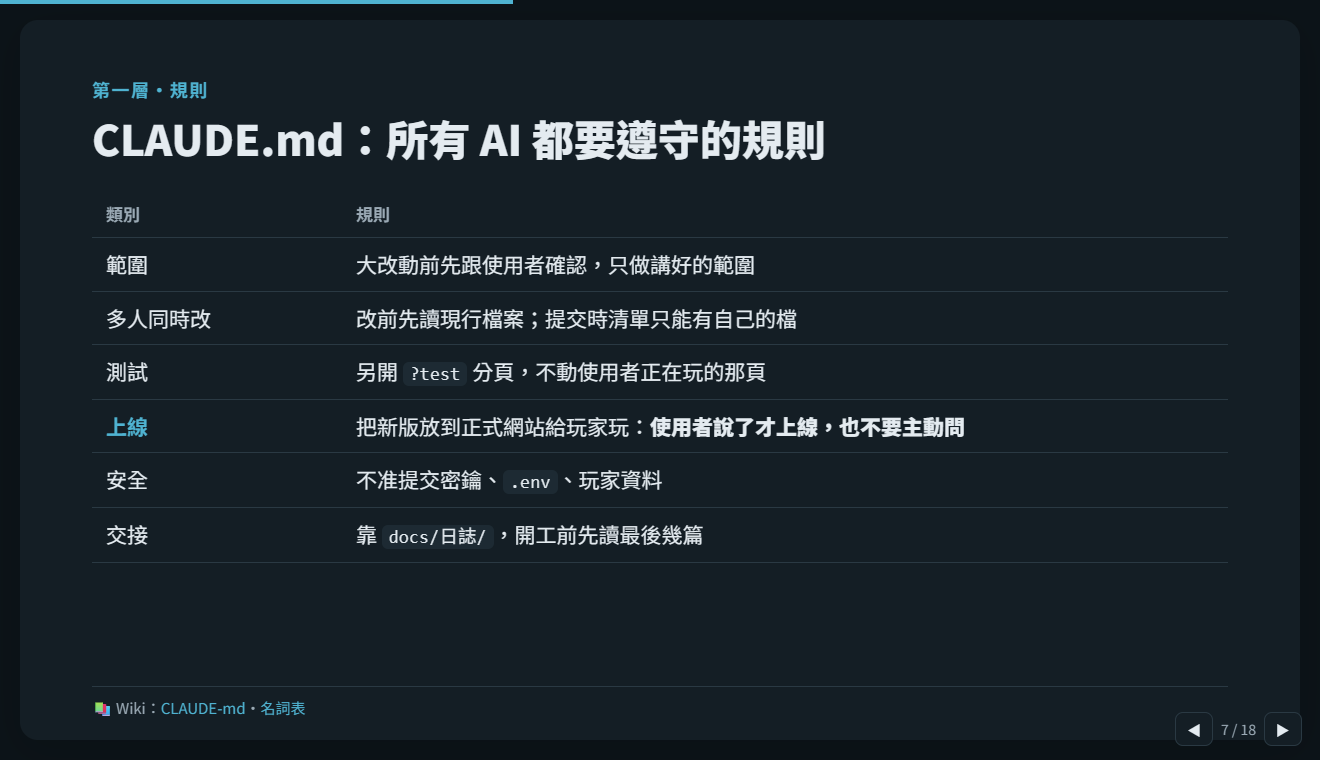 第一層・規則
CLAUDE.md：所有 AI 都要遵守的規則
類別 規則
範圍 大改動前先跟使用者確認，只做講好的範圍
多人同時改 改前先讀現行檔案；提交時清單只能有自己的檔
測試 另開 ?test 分頁，不動使用者正在玩的那頁
上線 把新版放到正式網站給玩家玩：使用者說了才上線，也不要主動問
安全 不准提交密鑰、.env、玩家資料
交接 靠 docs/日誌/，開工前先讀最後幾篇
Wiki：CLAUDE-md・名詞表
◀ 7 / 18 ▶